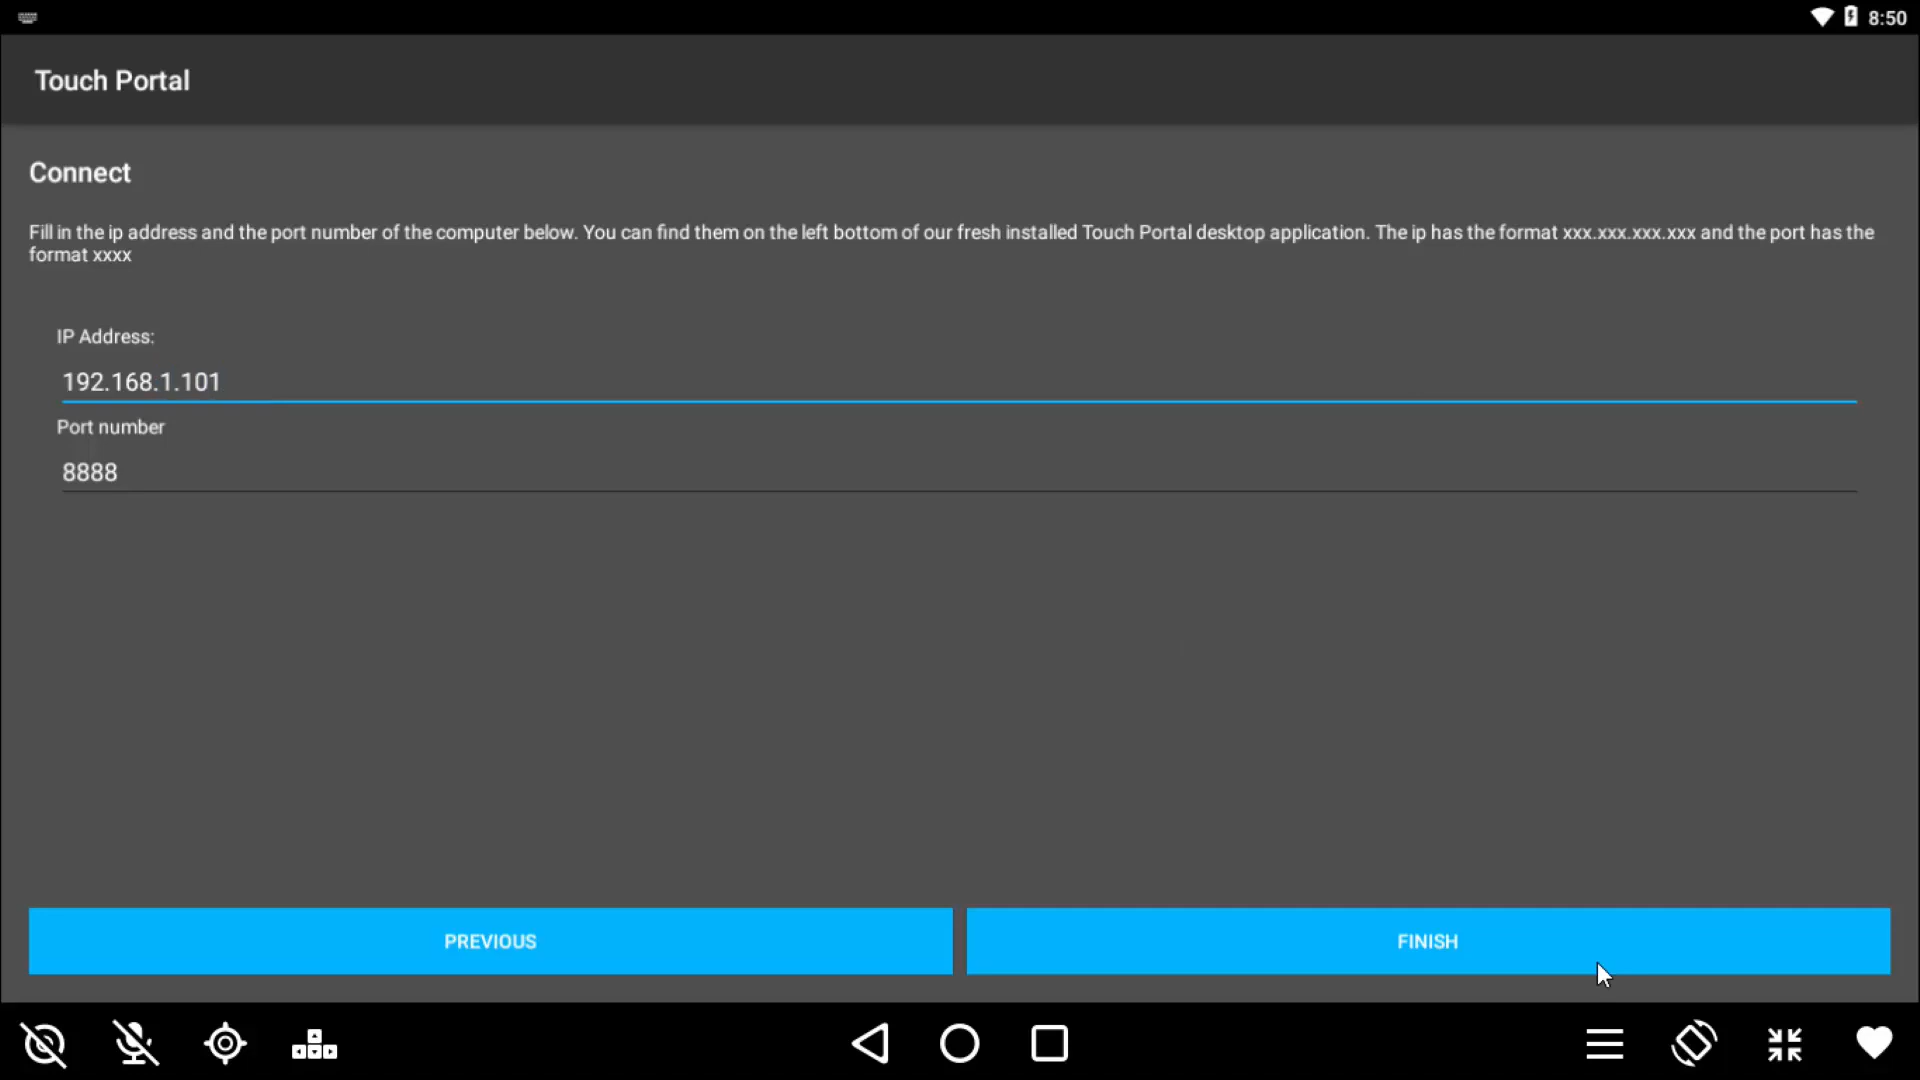 8:50
Touch Portal
Connect
Fill in the ip address and the port number of the computer below. You can find them on the left bottom of our fresh installed Touch Portal desktop application. The ip has the format xxx.xxx.xxx.xxx and the port has the
format xxxx
IP Address:
192.168.1.101
Port number
8888
PREVIOUS
FINISH